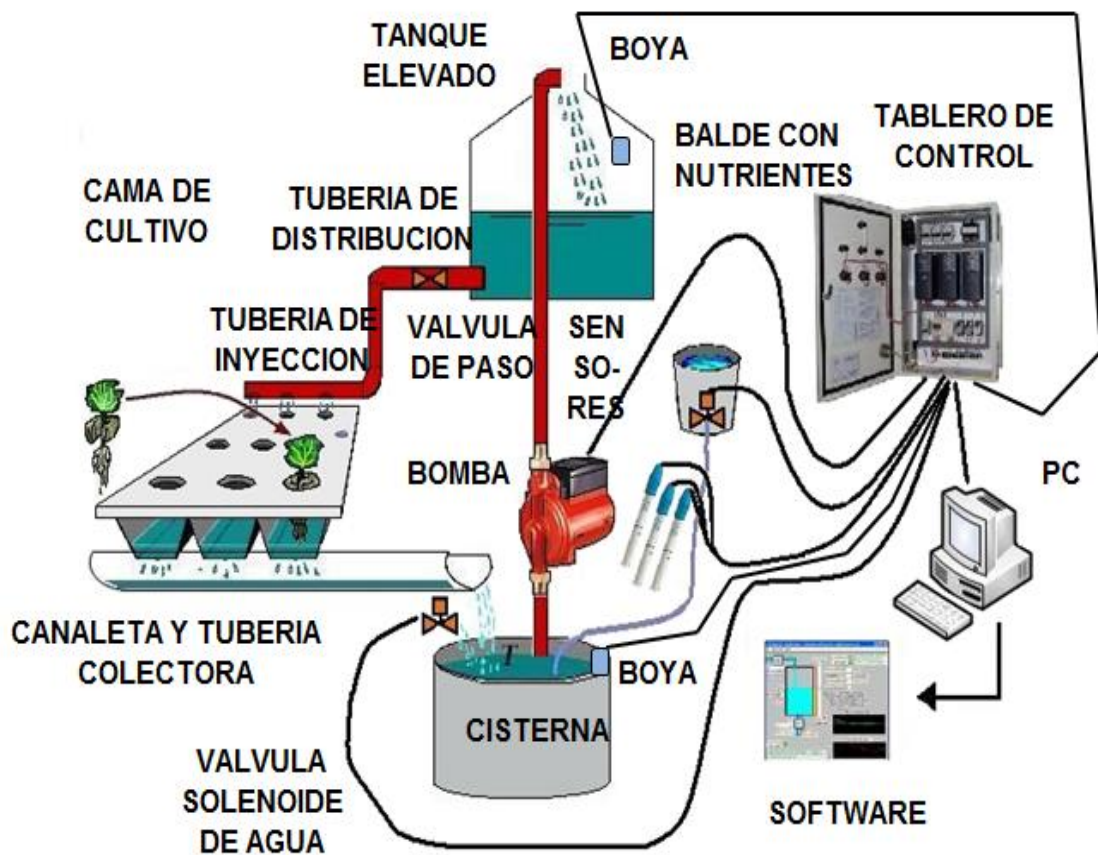 TANQUE
ELEVADO
BOYA
TABLERO DE
CONTROL
BALDE CON
NUTRIENTES
CAMA DE
CULTIVO
TUBERIA DE
DISTRIBUCION
TUBERIA DE
INYECCION
VALVULA
DE PASO
SEN
SO-
RES
BOMBA
PC
CANALETA Y TUBERIA
COLECTORA
T
BOYA
CISTERNA
VALVULA
SOLENOIDE
DE AGUA
SOFTWARE